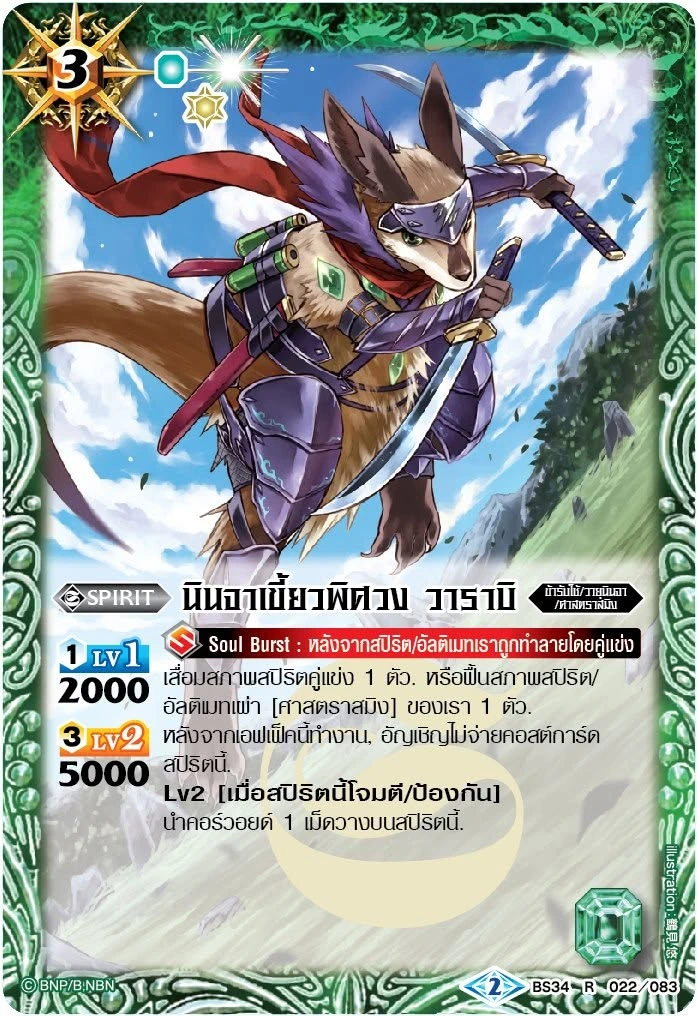 3
SPIRIT
นินจาเขี้ยวพิศวง วาราบิ
ข้ารับใช้/วายุนินจา
/ศาสตราสมิง
Soul Burst : หลังจากสปิริต/อัลติเมทเราถูกทำลายโดยคู่แข่ง
1 LV1
2000
3 LV2
5000
เสื่อมสภาพสปิริตคู่แข่ง 1 ตัว. หรือฟื้นสภาพสปิริต/
อัลติเมทเผ่า [ศาสตราสมิง] ของเรา 1 ตัว.
หลังจากเอฟเฟ็คนี้ทำงาน, อัญเชิญไม่จ่ายคอสต์การ์ด
สปิริตนี้.
Lv2 [เมื่อสปิริตนี้โจมตี/ป้องกัน]
นำคอร์วอยด์ 1 เม็ดวางบนสปิริตนี้.
illustration : 鶴見 悠
©BNP/B,NBN
2
BS34 R 022/083